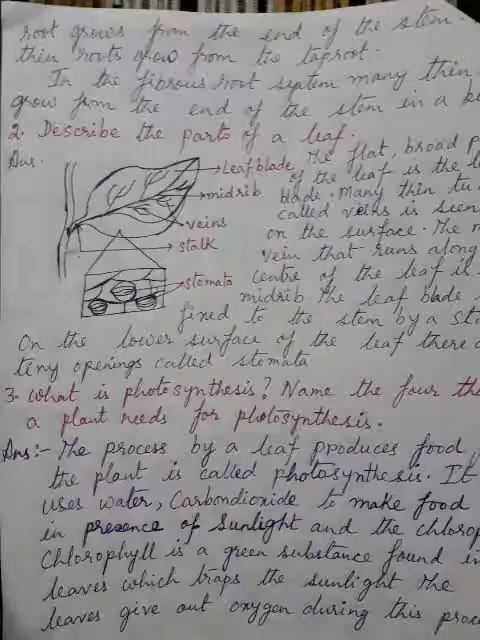 root grows from the end of the stem.
thin roots grow from the taproot.
In the fibrous root system many thin
grow from the end of the stem in a
2. Describe the parts of a leaf.
Ans.
Leaf blade
midrib
veins
stalk
stomata
The flat, broad
of the leaf is the
blade. Many thin
called veins is seen
on the surface. The
vein that runs along
centre of the leaf is
midrib The leaf blade
fixed to the stem by a
On the lower surface of the leaf there
teny openings called stomata
3. What is photosynthesis? Name the four
a plant needs for photosynthesis.
Ans:- The process by a leaf produces food
the plant is called photosynthesis. It
uses water, Carbondioxide to make food
in presence of Sunlight and the
Chlorophyll is a green substance found in
leaves which traps the sunlight The
leaves give out oxygen during this